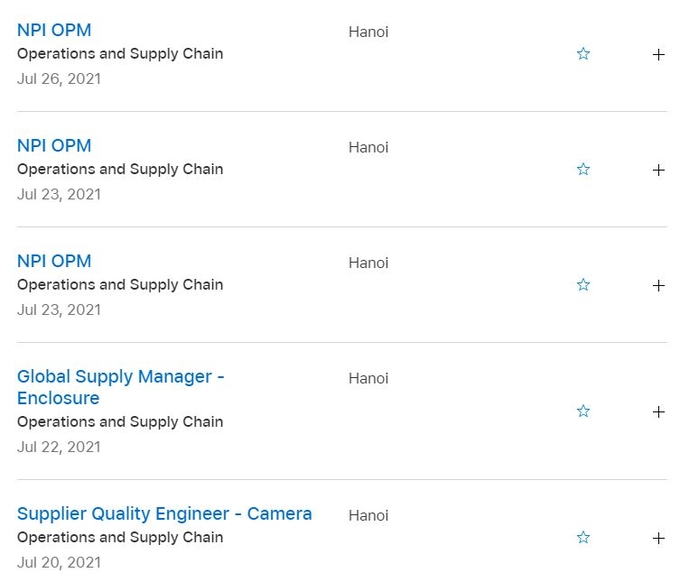 NPI OPM
Hanoi
Operations and Supply Chain
Jul 26, 2021
NPI OPM
Hanoi
Operations and Supply Chain
Jul 23, 2021
NPI OPM
Hanoi
Operations and Supply Chain
Jul 23, 2021
Global Supply Manager -
Hanoi
Enclosure
Operations and Supply Chain
Jul 22, 2021
Supplier Quality Engineer - Camera
Hanoi
Operations and Supply Chain
Jul 20, 2021